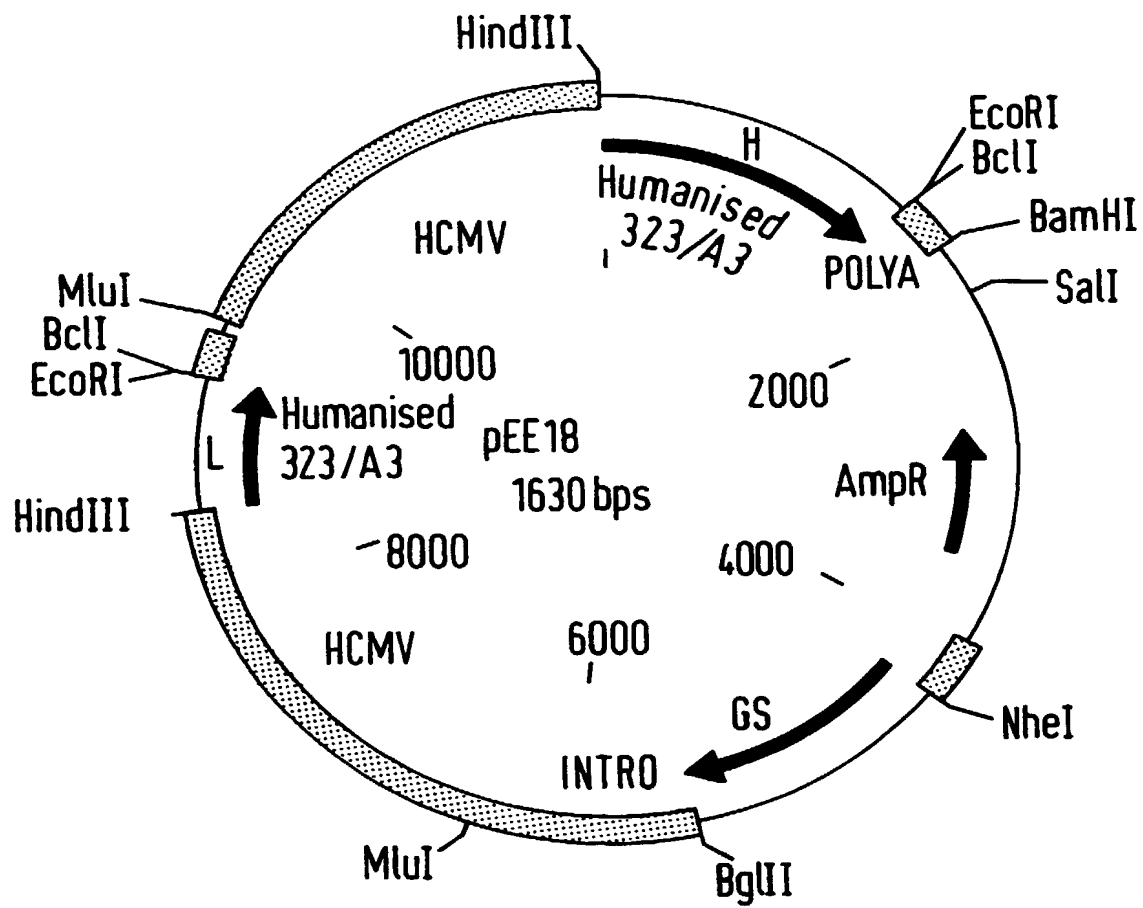 HindIII
EcoRI
BclI
BamHI
SalI
H
Humanised
323/A3
POLYA
HCMV
MluI
BclI
EcoRI
10000
2000
Humanised
323/A3
L
pEE18
1630 bps
AmpR
HindIII
8000
4000
HCMV
6000
GS
NheI
INTRO
MluI
BglII